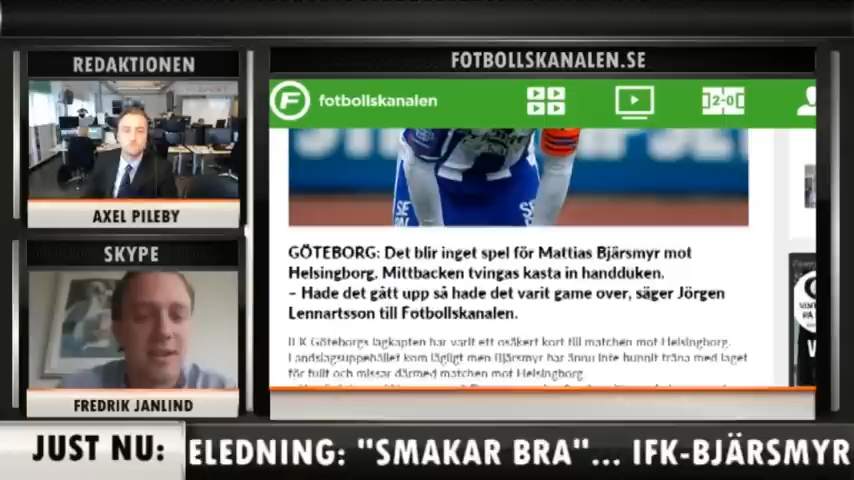 REDAKTIONEN
AXEL PILEBY
SKYPE
FREDRIK JANLIND
FOTBOLLSKANALEN.SE
F fotbollskanalen
2-0
SE
SE
GÖTEBORG: Det blir inget spel för Mattias Bjärsmyr mot
Helsingborg. Mittbacken tvingas kasta in handduken.
– Hade det gått upp så hade det varit game over, säger Jörgen
Lennartsson till Fotbollskanalen.
IFK Göteborgs lagkapten har varit ett osäkert kort till matchen mot Helsingborg.
Landslagsuppehållet kom lägligt men Bjärsmyr har ännu inte hunnit träna med laget
för fullt och missar därmed matchen mot Helsingborg.
JUST NU: ELEDNING: "SMAKAR BRA"... IFK-BJÄRSMYR